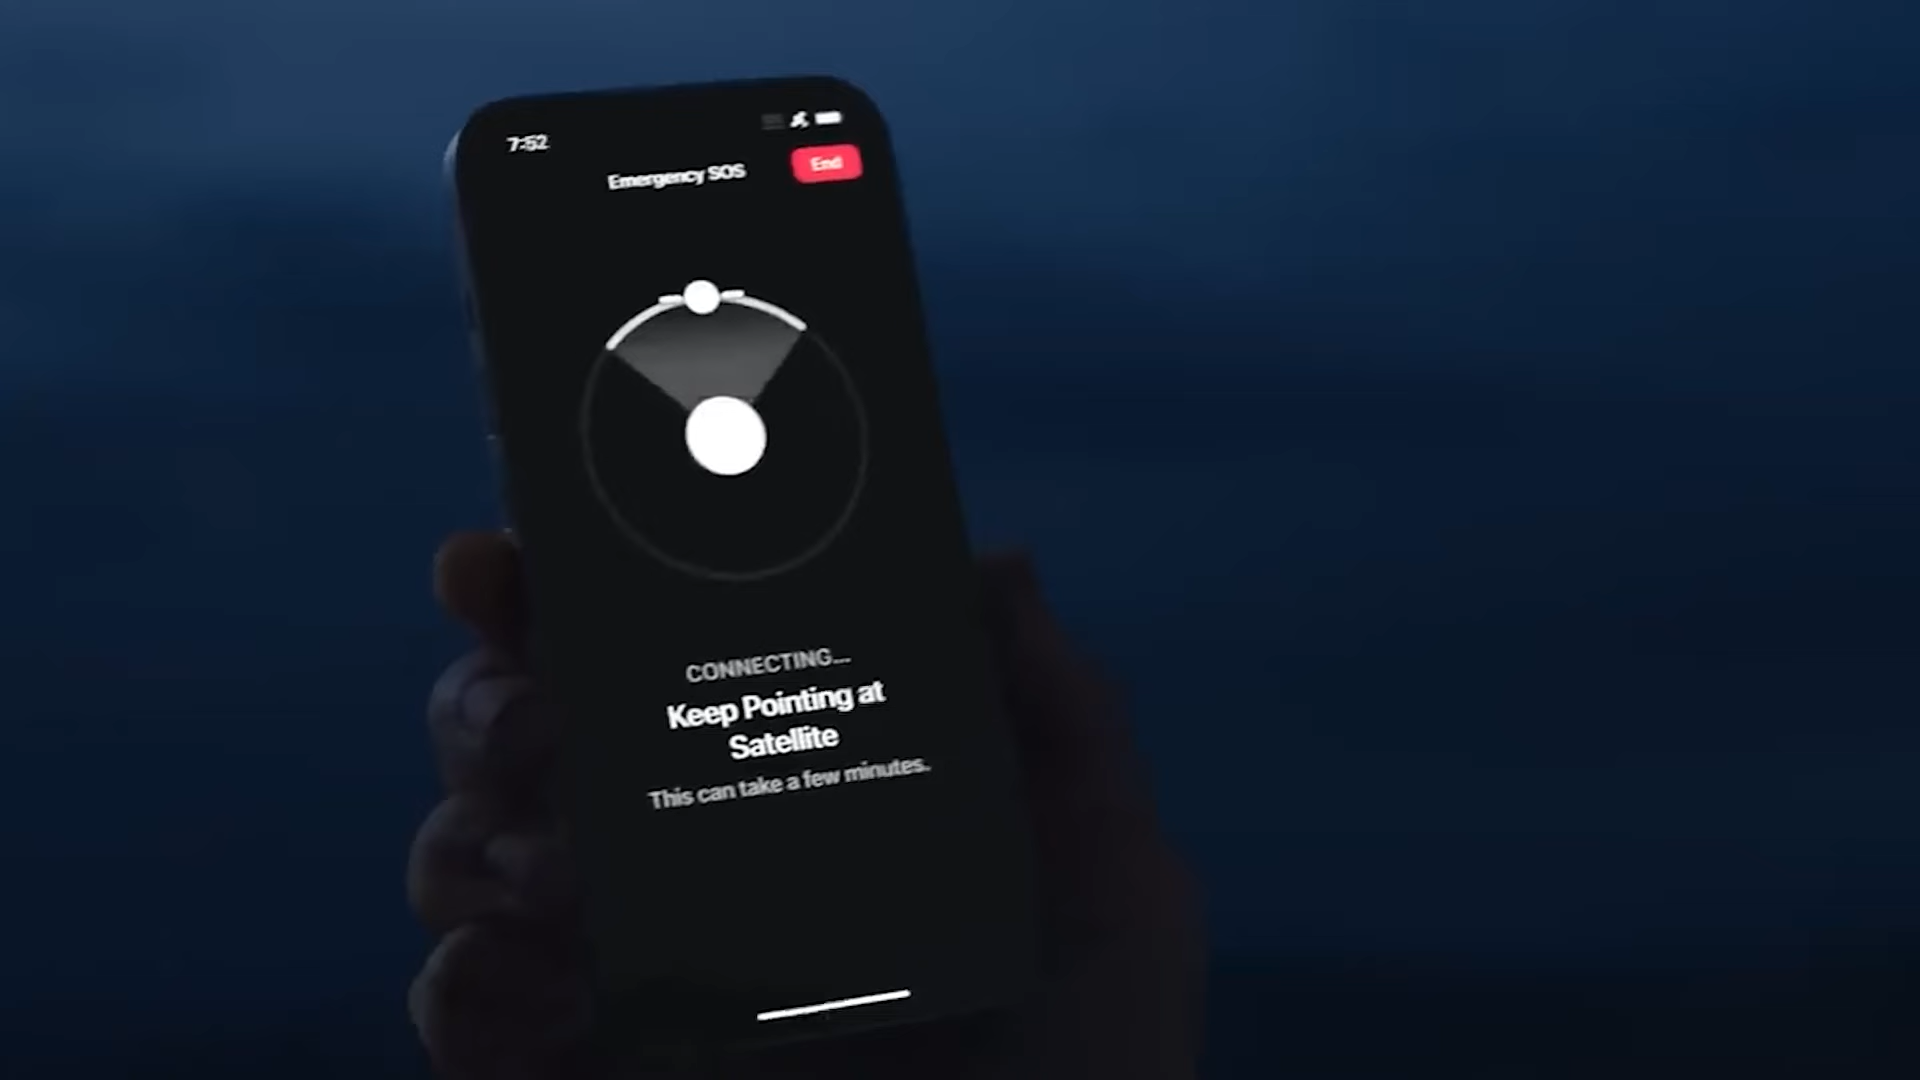 7:52
Emergency SOS
End
CONNECTING...
Keep Pointing at
Satellite
This can take a few minutes.